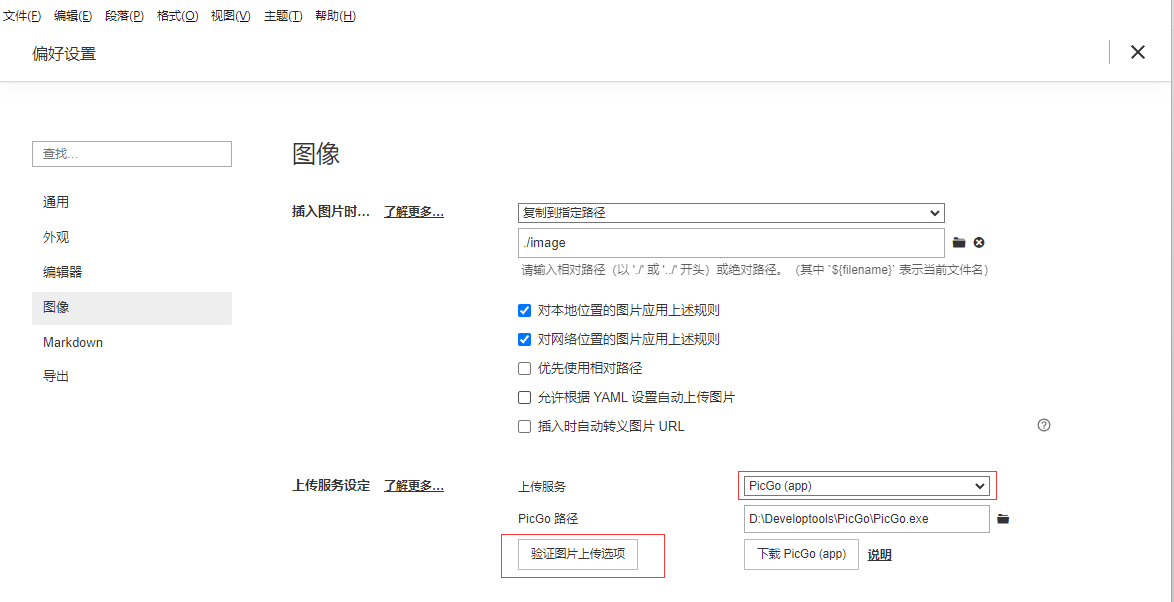 文件(F) 编辑(E) 段落(P) 格式(O) 视图(V) 主题(T) 帮助(H)
偏好设置
查找...
通用
外观
编辑器
图像
Markdown
导出
图像
插入图片时... 了解更多... 复制到指定路径
./image
请输入相对路径（以 './' 或 '../' 开头）或绝对路径。（其中 `${filename}` 表示当前文件名）
对本地位置的图片应用上述规则
对网络位置的图片应用上述规则
优先使用相对路径
允许根据 YAML 设置自动上传图片
插入时自动转义图片 URL
上传服务设定 了解更多... 上传服务 PicGo (app)
PicGo 路径 D:\Developtools\PicGo\PicGo.exe
验证图片上传选项 下载 PicGo (app) 说明